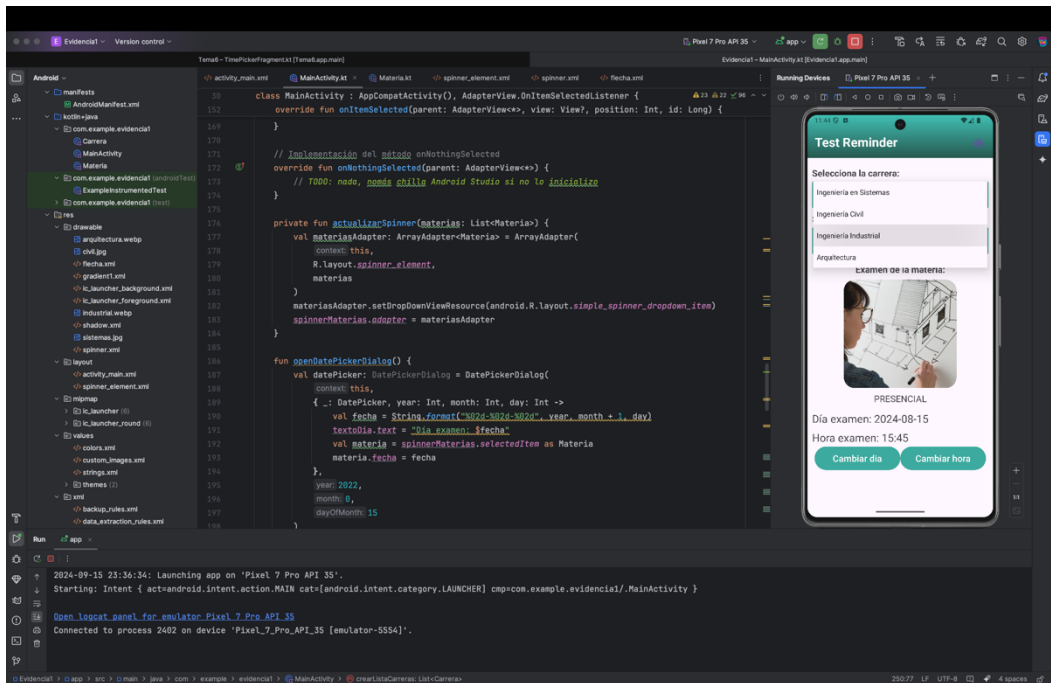 E Evidencia1 Version control Pixel 7 Pro API 35 app
Tema6 – TimePickerFragment.kt [Tema6.app.main] Evidencia1 – MainActivity.kt [Evidencia1.app.main]
Android
manifests
AndroidManifest.xml
kotlin+java
com.example.evidencia1
Carrera
MainActivity
Materia
com.example.evidencia1 (androidTest)
ExampleInstrumentedTest
com.example.evidencia1 (test)
res
drawable
arquitectura.webp
civil.jpg
flecha.xml
gradient1.xml
ic_launcher_background.xml
ic_launcher_foreground.xml
industrial.webp
shadow.xml
sistemas.jpg
spinner.xml
layout
activity_main.xml
spinner_element.xml
mipmap
ic_launcher (6)
ic_launcher_round (6)
values
colors.xml
custom_images.xml
strings.xml
themes (2)
xml
backup_rules.xml
data_extraction_rules.xml
activity_main.xml MainActivity.kt Materia.kt spinner_element.xml spinner.xml flecha.xml
30 class MainActivity : AppCompatActivity(), AdapterView.OnItemSelectedListener { 23 22 96
152 override fun onItemSelected(parent: AdapterView<*>, view: View?, position: Int, id: Long) {
169 }
170
171 // Implementación del método onNothingSelected
172 override fun onNothingSelected(parent: AdapterView<*>) {
173 // TODO: nada, nomás chilla Android Studio si no lo inicializo
174 }
175
176 private fun actualizarSpinner(materias: List<Materia>) {
177 val materiasAdapter: ArrayAdapter<Materia> = ArrayAdapter(
178 context: this,
179 R.layout.spinner_element,
180 materias
181 )
182 materiasAdapter.setDropDownViewResource(android.R.layout.simple_spinner_dropdown_item)
183 spinnerMaterias.adapter = materiasAdapter
184 }
185
186 fun openDatePickerDialog() {
187 val datePicker: DatePickerDialog = DatePickerDialog(
188 context: this,
189 { _: DatePicker, year: Int, month: Int, day: Int ->
190 val fecha = String.format("%02d-%02d-%02d", year, month + 1, day)
191 textoDia.text = "Día examen: $fecha"
192 val materia = spinnerMaterias.selectedItem as Materia
193 materia.fecha = fecha
194 },
195 year: 2022,
196 month: 0,
197 dayOfMonth: 15
198 )
Running Devices Pixel 7 Pro API 35
11:44
Test Reminder
Selecciona la carrera:
Ingeniería en Sistemas
Ingeniería Civil
Ingeniería Industrial
Arquitectura
Examen de la materia:
PRESENCIAL
Día examen: 2024-08-15
Hora examen: 15:45
Cambiar dia Cambiar hora
1:1
Run app
2024-09-15 23:36:34: Launching app on 'Pixel 7 Pro API 35'.
Starting: Intent { act=android.intent.action.MAIN cat=[android.intent.category.LAUNCHER] cmp=com.example.evidencia1/.MainActivity }
Open logcat panel for emulator Pixel 7 Pro API 35
Connected to process 2402 on device 'Pixel_7_Pro_API_35 [emulator-5554]'.
Evidencia1 > app > src > main > java > com > example > evidencia1 > MainActivity > crearListaCarreras: List<Carrera> 250:77 LF UTF-8 4 spaces